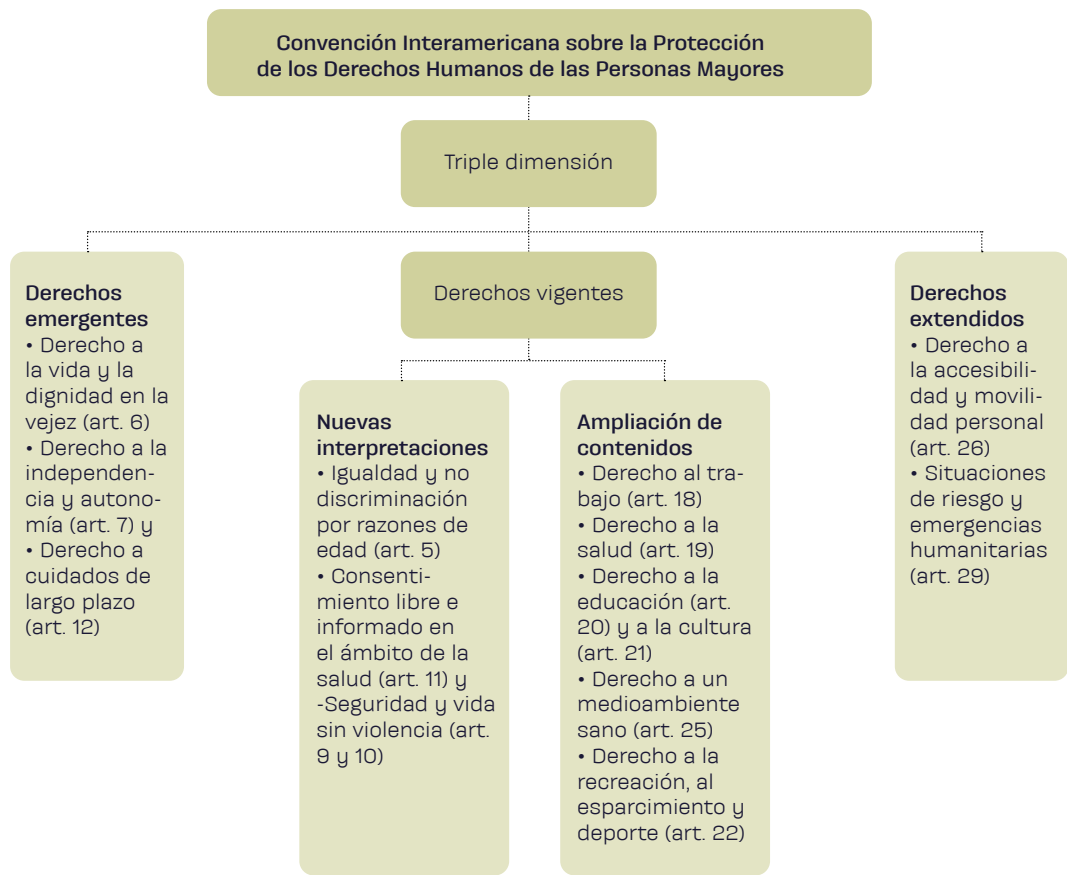 Convención Interamericana sobre la Protección
de los Derechos Humanos de las Personas Mayores
Triple dimensión
Derechos
emergentes
• Derecho a
la vida y la
dignidad en la
vejez (art. 6)
• Derecho a la
independen-
cia y autono-
mía (art. 7) y
• Derecho a
cuidados de
largo plazo
(art. 12)
Derechos vigentes
Nuevas
interpretaciones
• Igualdad y no
discriminación
por razones de
edad (art. 5)
• Consenti-
miento libre e
informado en
el ámbito de la
salud (art. 11) y
-Seguridad y vida
sin violencia (art.
9 y 10)
Ampliación de
contenidos
• Derecho al tra-
bajo (art. 18)
• Derecho a la
salud (art. 19)
• Derecho a la
educación (art.
20) y a la cultura
(art. 21)
• Derecho a un
medioambiente
sano (art. 25)
• Derecho a la
recreación, al
esparcimiento y
deporte (art. 22)
Derechos
extendidos
• Derecho a
la accesibili-
dad y movili-
dad personal
(art. 26)
• Situaciones
de riesgo y
emergencias
humanitarias
(art. 29)